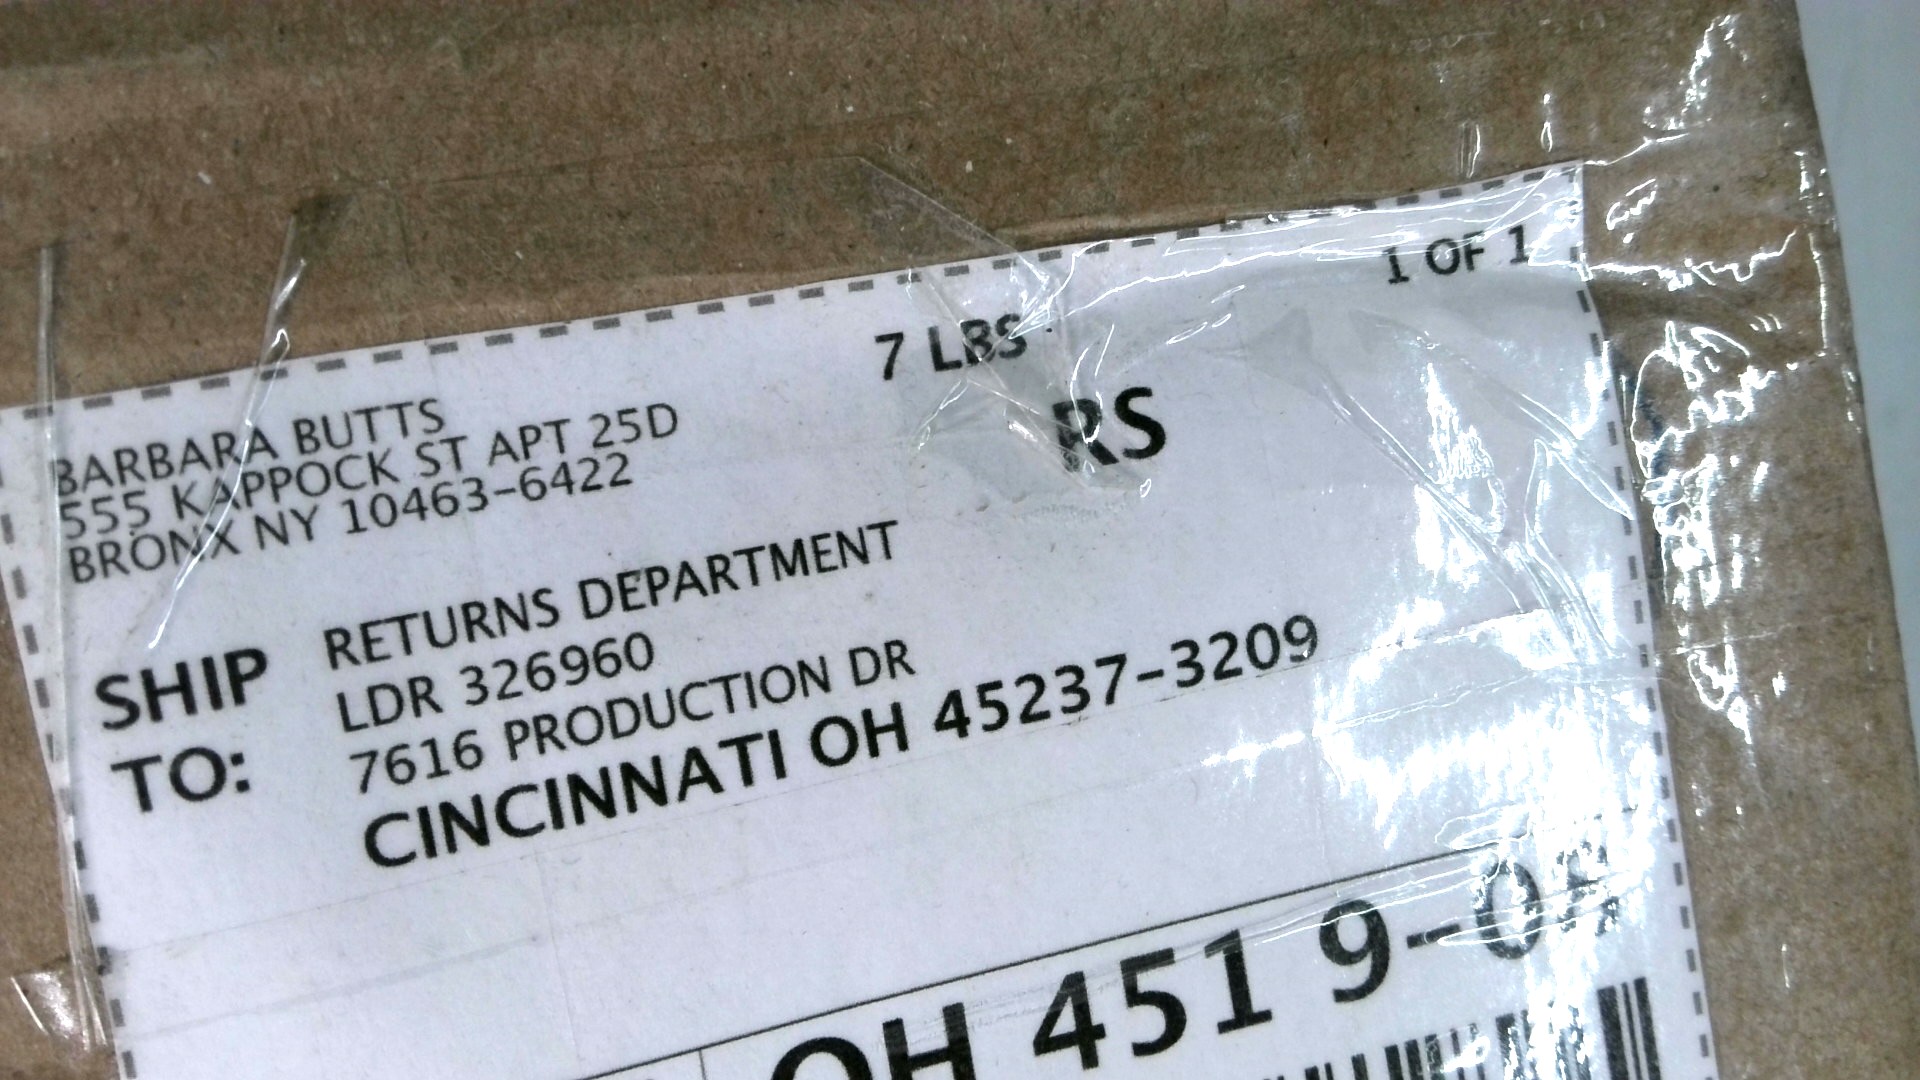 BARBARA BUTTS
555 KAPPOCK ST APT 25D
BRONX NY 10463-6422
7 LBS
1 OF 1
RS
SHIP TO:
RETURNS DEPARTMENT
LDR 326960
7616 PRODUCTION DR
CINCINNATI OH 45237-3209
OH 451 9-0